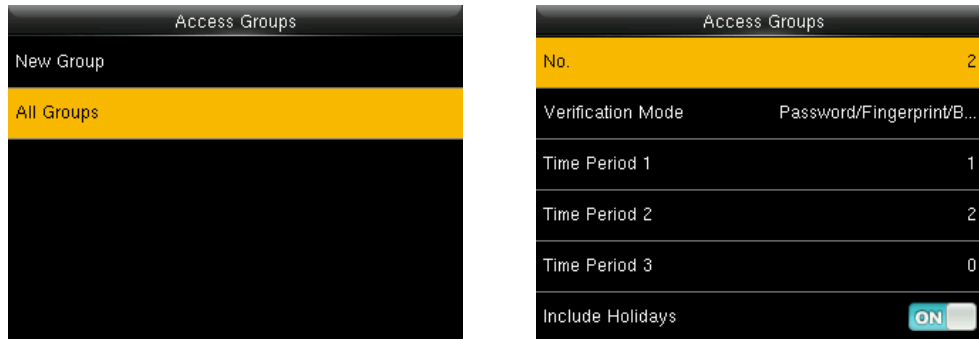 Access Groups
New Group
All Groups
Access Groups
No. 2
Verification Mode Password/Fingerprint/B...
Time Period 1 1
Time Period 2 2
Time Period 3 0
Include Holidays ON